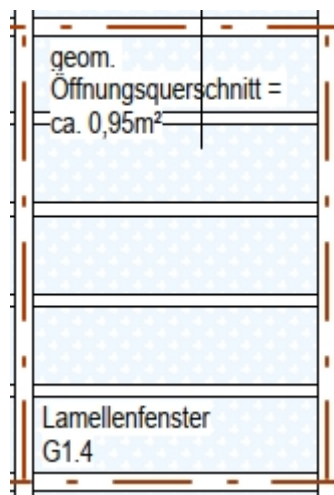 geom.
Öffnungsquerschnitt =
ca. 0,95m²
Lamellenfenster
G1.4